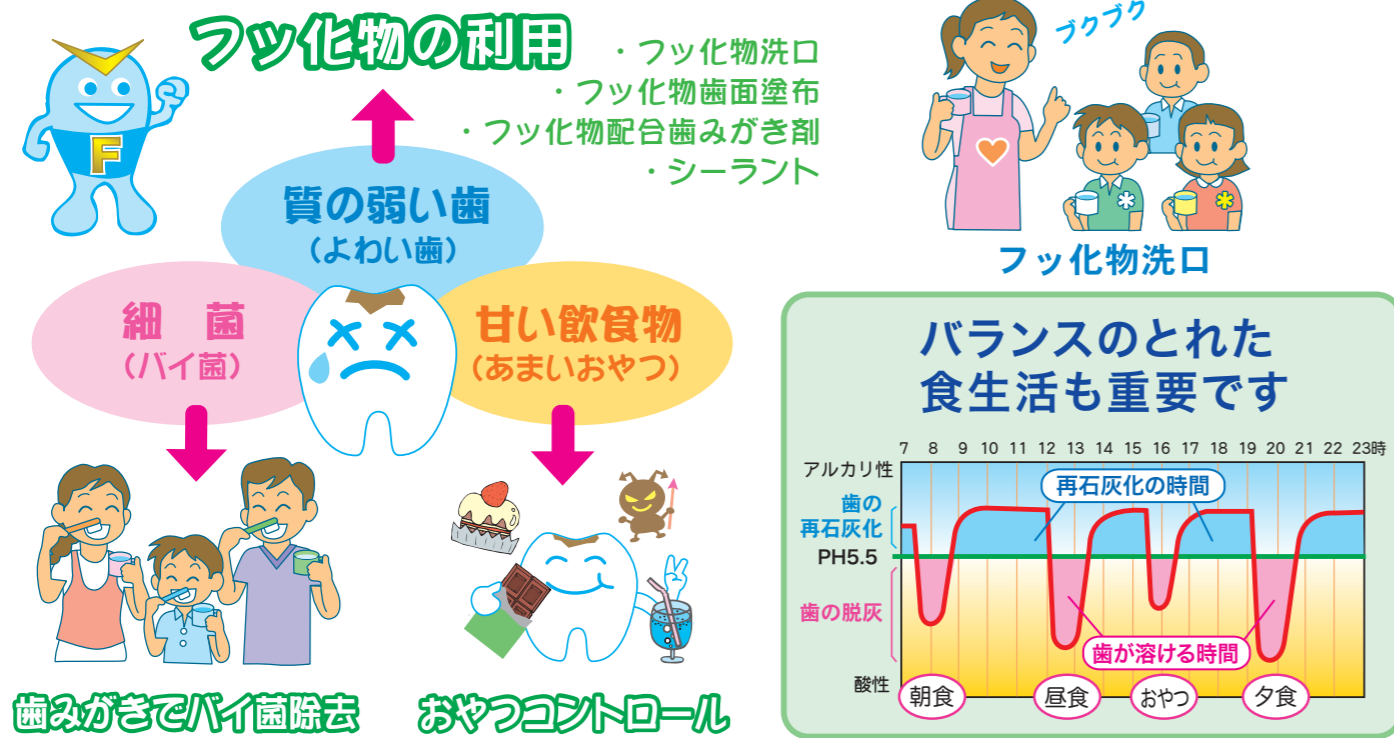 フッ化物の利用
・フッ化物洗口
・フッ化物歯面塗布
・フッ化物配合歯みがき剤
・シーラント
F
質の弱い歯
(よわい歯)
細　菌
(バイ菌)
甘い飲食物
(あまいおやつ)
歯みがきでバイ菌除去
おやつコントロール
ブクブク
フッ化物洗口
バランスのとれた
食生活も重要です
7 8 9 10 11 12 13 14 15 16 17 18 19 20 21 22 23時
アルカリ性
再石灰化の時間
歯の
再石灰化
PH5.5
歯の脱灰
歯が溶ける時間
酸性
朝食 昼食 おやつ 夕食